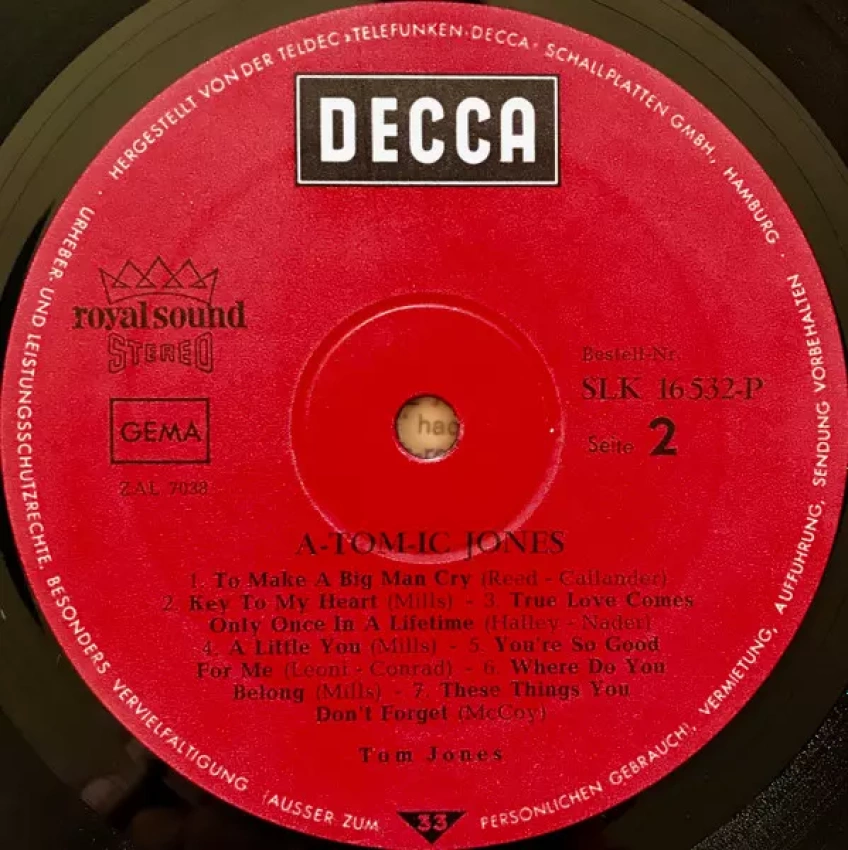 HERGESTELLT VON DER TELDEC »TELEFUNKEN-DECCA« SCHALLPLATTEN GMBH., HAMBURG ·
URHEBER- UND LEISTUNGSSCHUTZRECHTE, BESONDERS VERVIELFÄLTIGUNG (AUSSER ZUM PERSÖNLICHEN GEBRAUCH), VERMIETUNG, AUFFÜHRUNG, SENDUNG VORBEHALTEN ·
DECCA
royal sound
STEREO
GEMA
ZAL 7038
Bestell-Nr.
SLK 16 532-P
Seite 2
hac
A-TOM-IC JONES
1. To Make A Big Man Cry (Reed - Callander)
2. Key To My Heart (Mills) - 3. True Love Comes
Only Once In A Lifetime (Halley - Nader)
4. A Little You (Mills) - 5. You're So Good
For Me (Leoni - Conrad) - 6. Where Do You
Belong (Mills) - 7. These Things You
Don't Forget (McCoy)
Tom Jones
33